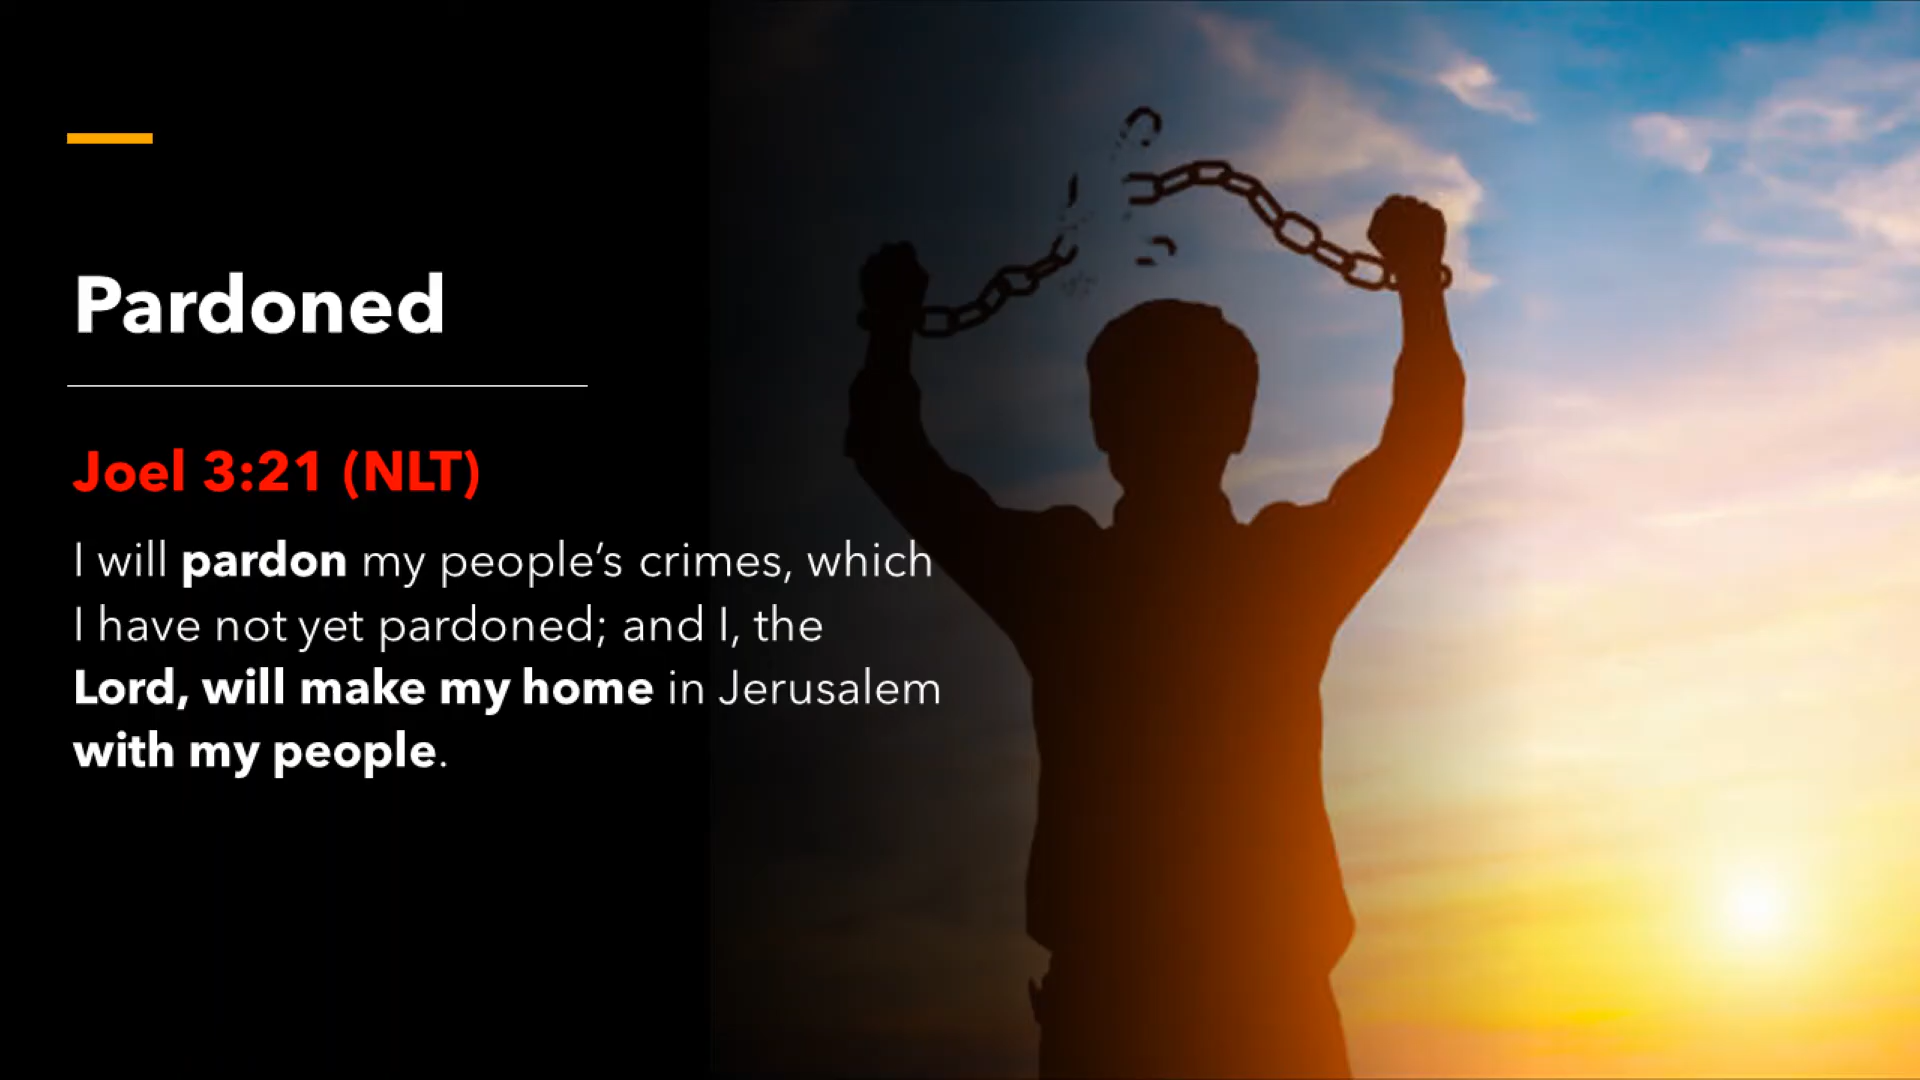 Pardoned
Joel 3:21 (NLT)
I will pardon my people’s crimes, which
I have not yet pardoned; and I, the
Lord, will make my home in Jerusalem
with my people.